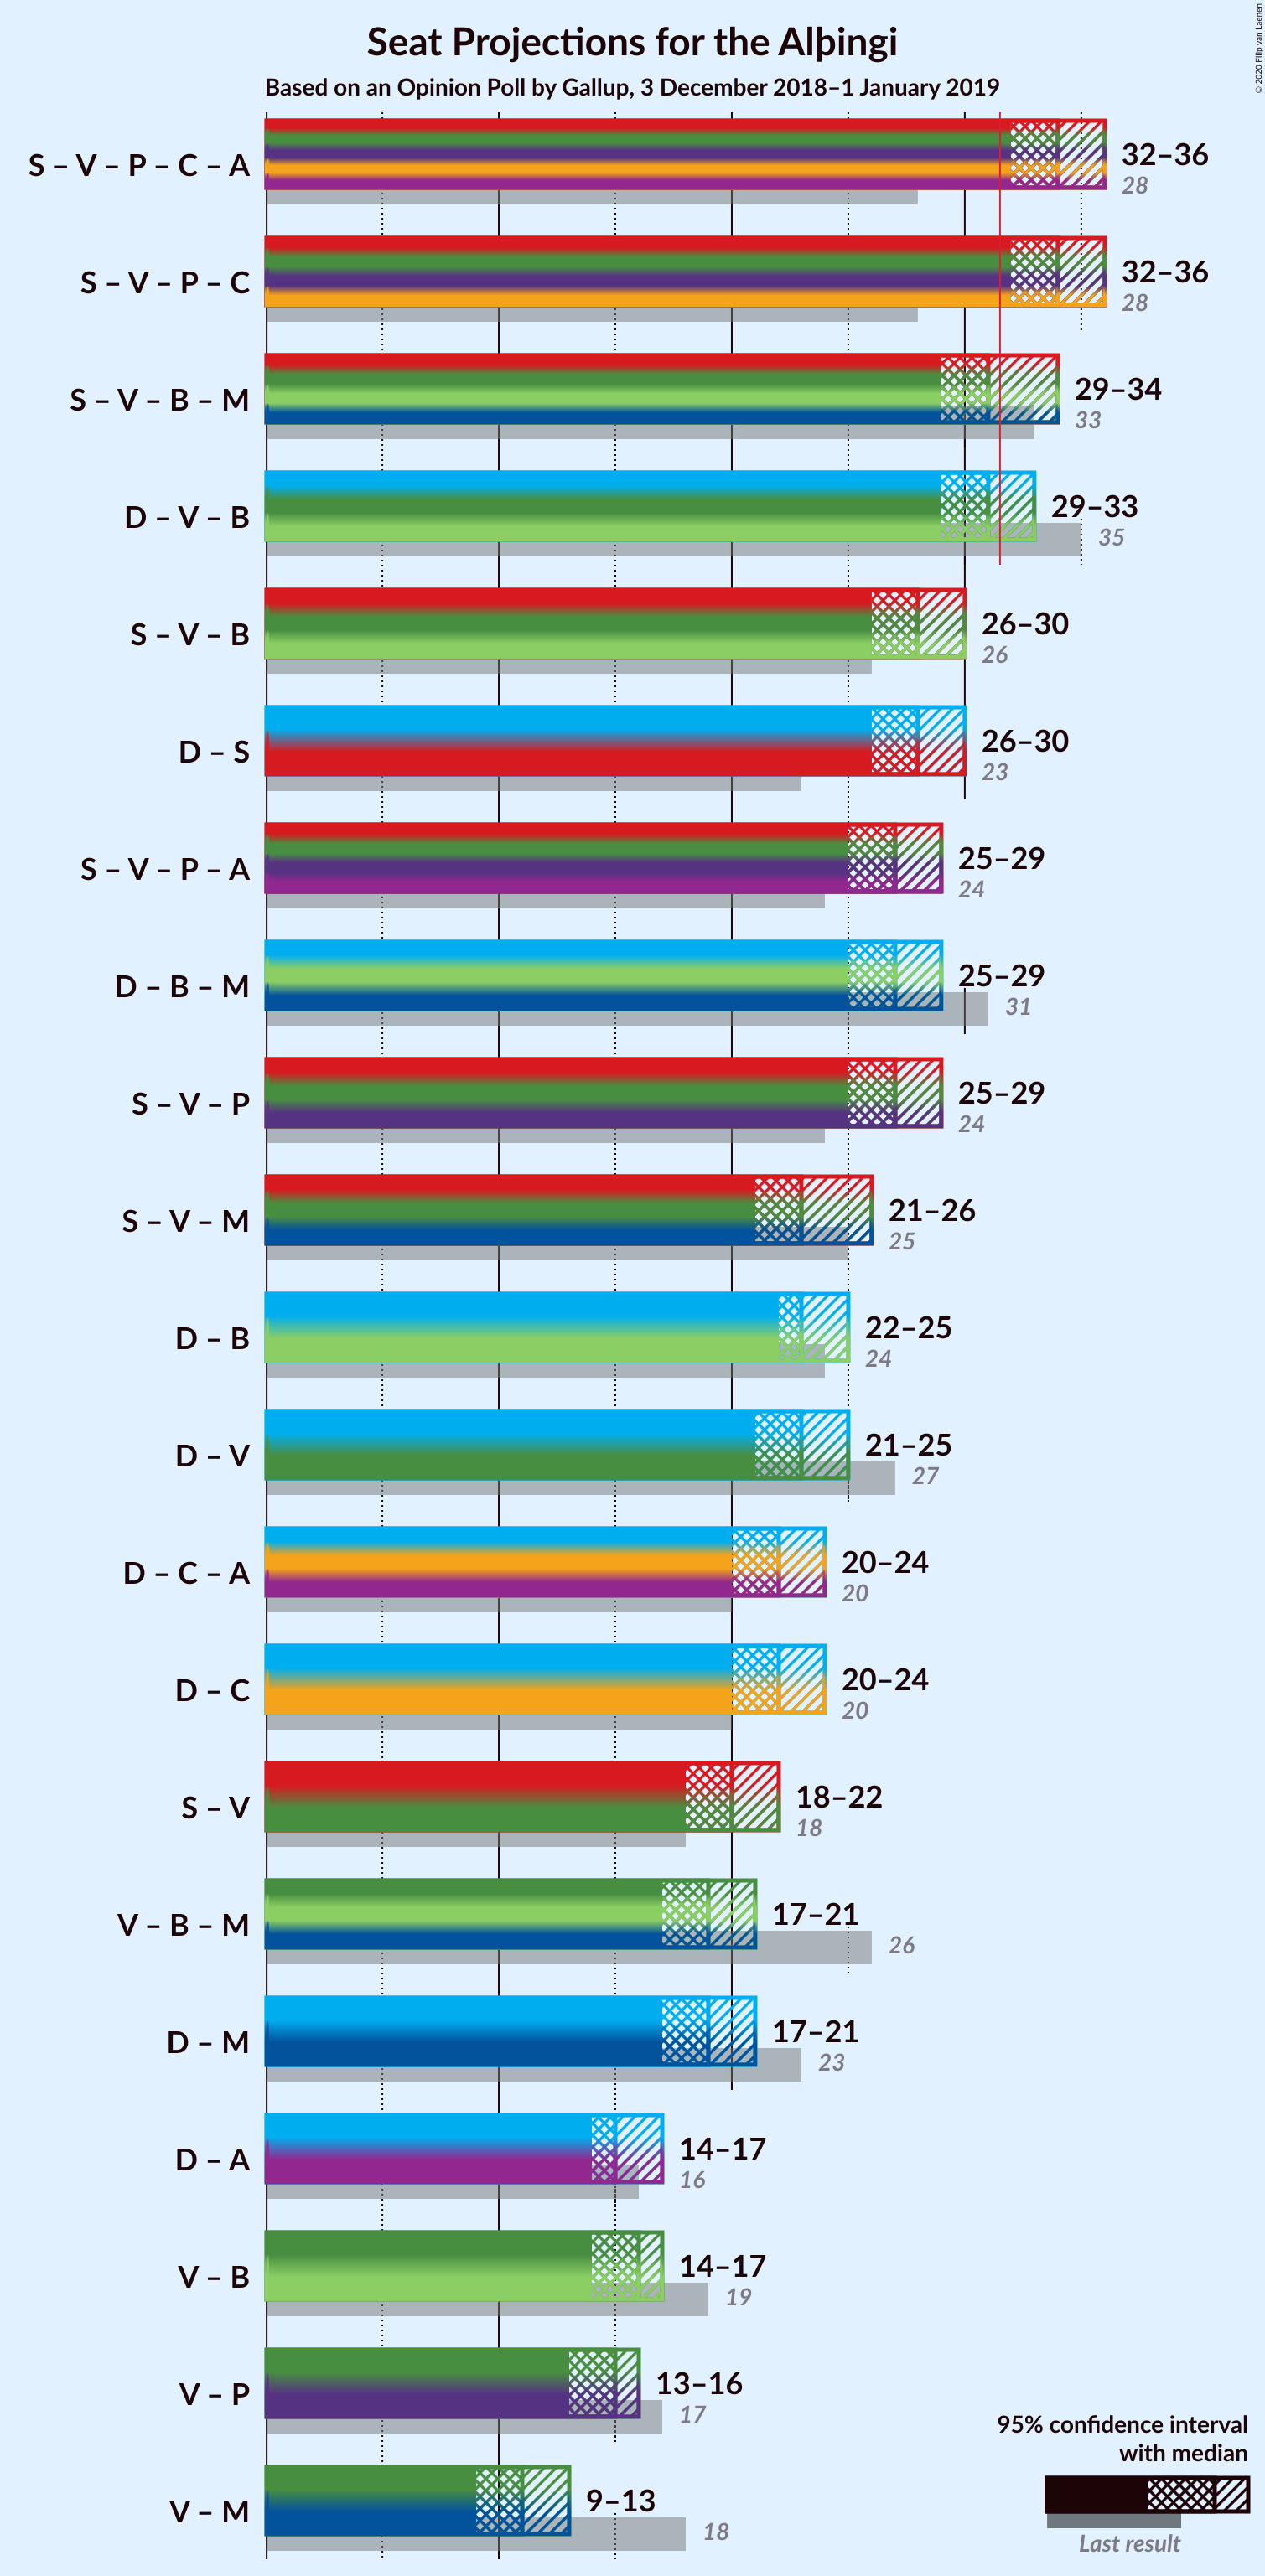 Seat Projections for the Alþingi
Based on an Opinion Poll by Gallup, 3 December 2018–1 January 2019
© 2020 Filip van Laenen
S – V – P – C – A
32–36
28
S – V – P – C
32–36
28
S – V – B – M
29–34
33
D – V – B
29–33
35
S – V – B
26–30
26
D – S
26–30
23
S – V – P – A
25–29
24
D – B – M
25–29
31
S – V – P
25–29
24
S – V – M
21–26
25
D – B
22–25
24
D – V
21–25
27
D – C – A
20–24
20
D – C
20–24
20
S – V
18–22
18
V – B – M
17–21
26
D – M
17–21
23
D – A
14–17
16
V – B
14–17
19
V – P
13–16
17
V – M
9–13
18
95% confidence interval
with median
Last result